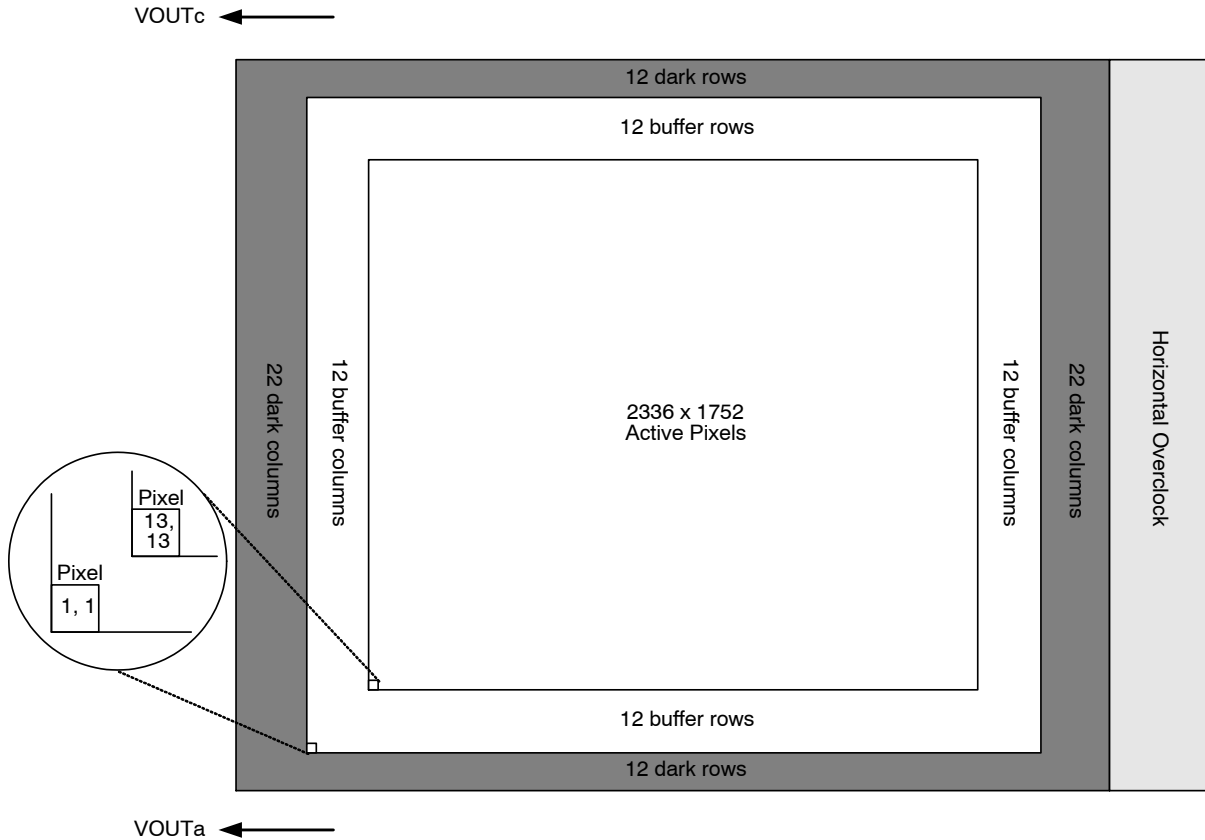 VOUTc
12 dark rows
12 buffer rows
22 dark columns
12 buffer columns
2336 x 1752
Active Pixels
12 buffer columns
22 dark columns
Horizontal Overclock
Pixel
13,
13
Pixel
1, 1
12 buffer rows
12 dark rows
VOUTa